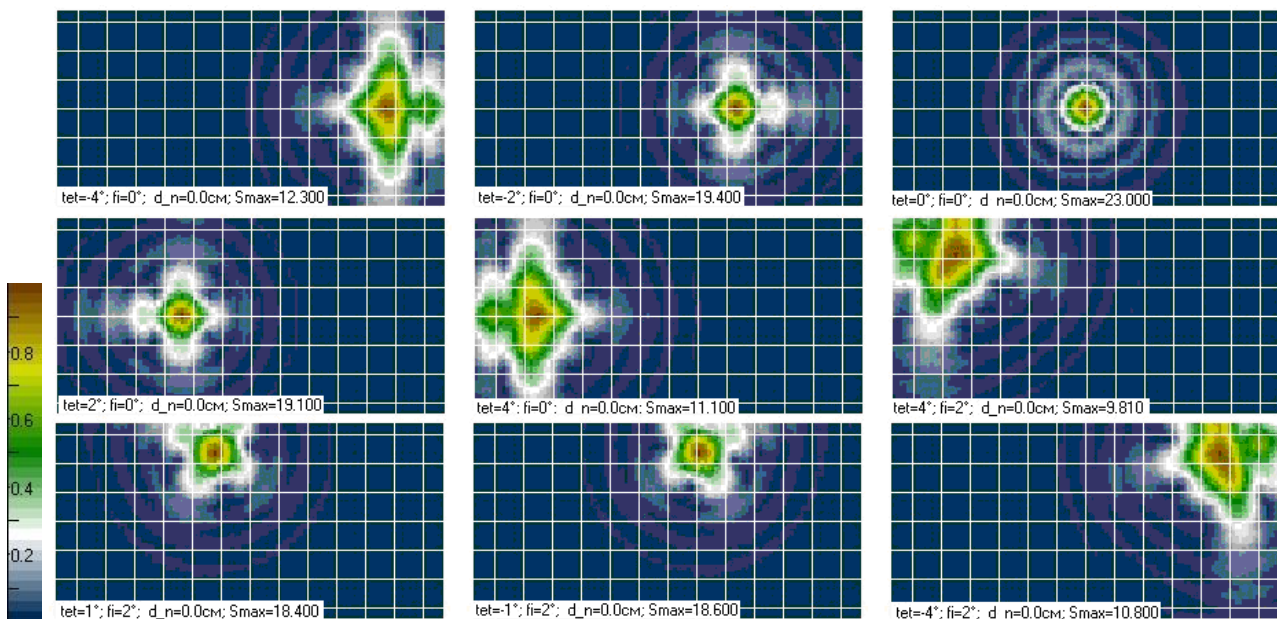 tet=-4°; fi=0°; d_n=0.0см; Smax=12.300
tet=-2°; fi=0°; d_n=0.0см; Smax=19.400
tet=0°; fi=0°; d_n=0.0см; Smax=23.000
tet=2°; fi=0°; d_n=0.0см; Smax=19.100
tet=4°; fi=0°; d_n=0.0см; Smax=11.100
tet=4°; fi=2°; d_n=0.0см; Smax=9.810
0.8
0.6
0.4
0.2
tet=1°; fi=2°; d_n=0.0см; Smax=18.400
tet=-1°; fi=2°; d_n=0.0см; Smax=18.600
tet=-4°; fi=2°; d_n=0.0см; Smax=10.800